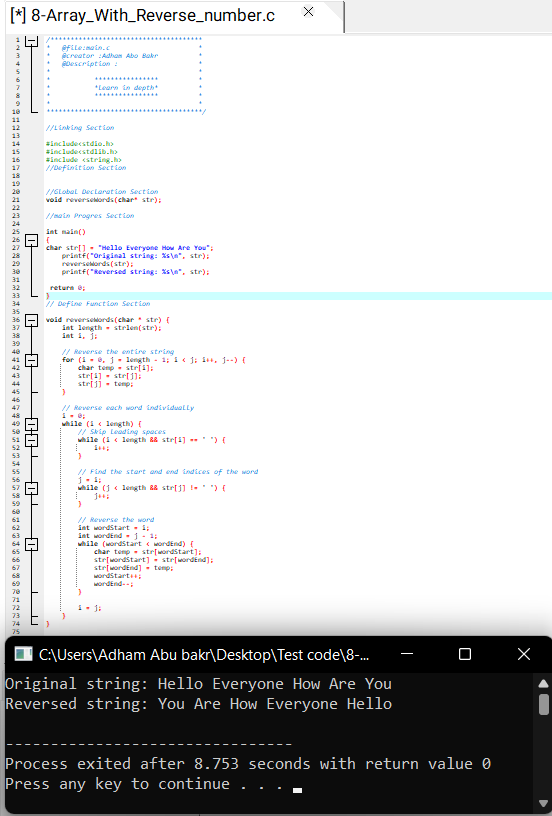 [*] 8-Array_With_Reverse_number.c
1 /**************************************
2 * @file:main.c *
3 * @creator :Adham Abo Bakr *
4 * @Description : *
5 * *
6 * **************** *
7 * *learn in depth* *
8 * **************** *
9 * *
10 ***************************************/
11
12 //Linking Section
13
14 #include<stdio.h>
15 #include<stdlib.h>
16 #include <string.h>
17 //Definition Section
18
19
20 //Global Declaration Section
21 void reverseWords(char* str);
22
23 //main Progres Section
24
25 int main()
26 {
27 char str[] = "Hello Everyone How Are You";
28 printf("Original string: %s\n", str);
29 reverseWords(str);
30 printf("Reversed string: %s\n", str);
31
32 return 0;
33 }
34 // Define Function Section
35
36 void reverseWords(char * str) {
37 int length = strlen(str);
38 int i, j;
39
40 // Reverse the entire string
41 for (i = 0, j = length - 1; i < j; i++, j--) {
42 char temp = str[i];
43 str[i] = str[j];
44 str[j] = temp;
45 }
46
47 // Reverse each word individually
48 i = 0;
49 while (i < length) {
50 // Skip leading spaces
51 while (i < length && str[i] == ' ') {
52 i++;
53 }
54
55 // Find the start and end indices of the word
56 j = i;
57 while (j < length && str[j] != ' ') {
58 j++;
59 }
60
61 // Reverse the word
62 int wordStart = i;
63 int wordEnd = j - 1;
64 while (wordStart < wordEnd) {
65 char temp = str[wordStart];
66 str[wordStart] = str[wordEnd];
67 str[wordEnd] = temp;
68 wordStart++;
69 wordEnd--;
70 }
71
72 i = j;
73 }
74 }
75
C:\Users\Adham Abu bakr\Desktop\Test code\8-...
Original string: Hello Everyone How Are You
Reversed string: You Are How Everyone Hello
--------------------------------
Process exited after 8.753 seconds with return value 0
Press any key to continue . . .